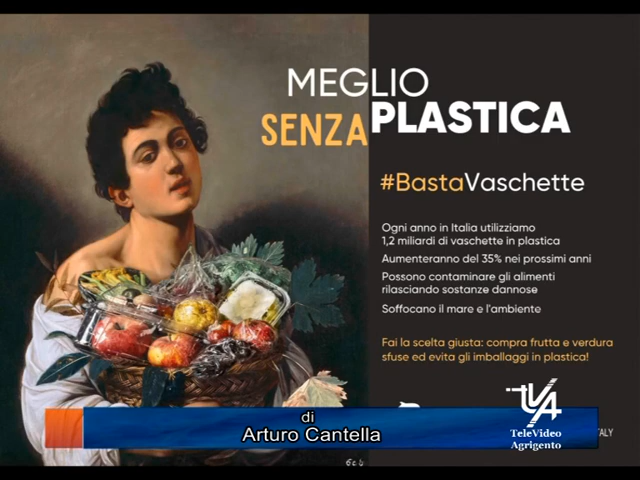 MEGLIO
SENZA PLASTICA
#BastaVaschette
Ogni anno in Italia utilizziamo
1,2 miliardi di vaschette in plastica
Aumenteranno del 35% nei prossimi anni
Possono contaminare gli alimenti
rilasciando sostanze dannose
Soffocano il mare e l'ambiente
Fai la scelta giusta: compra frutta e verdura
sfuse ed evita gli imballaggi in plastica!
di
Arturo Cantella
TVA
TeleVideo
Agrigento